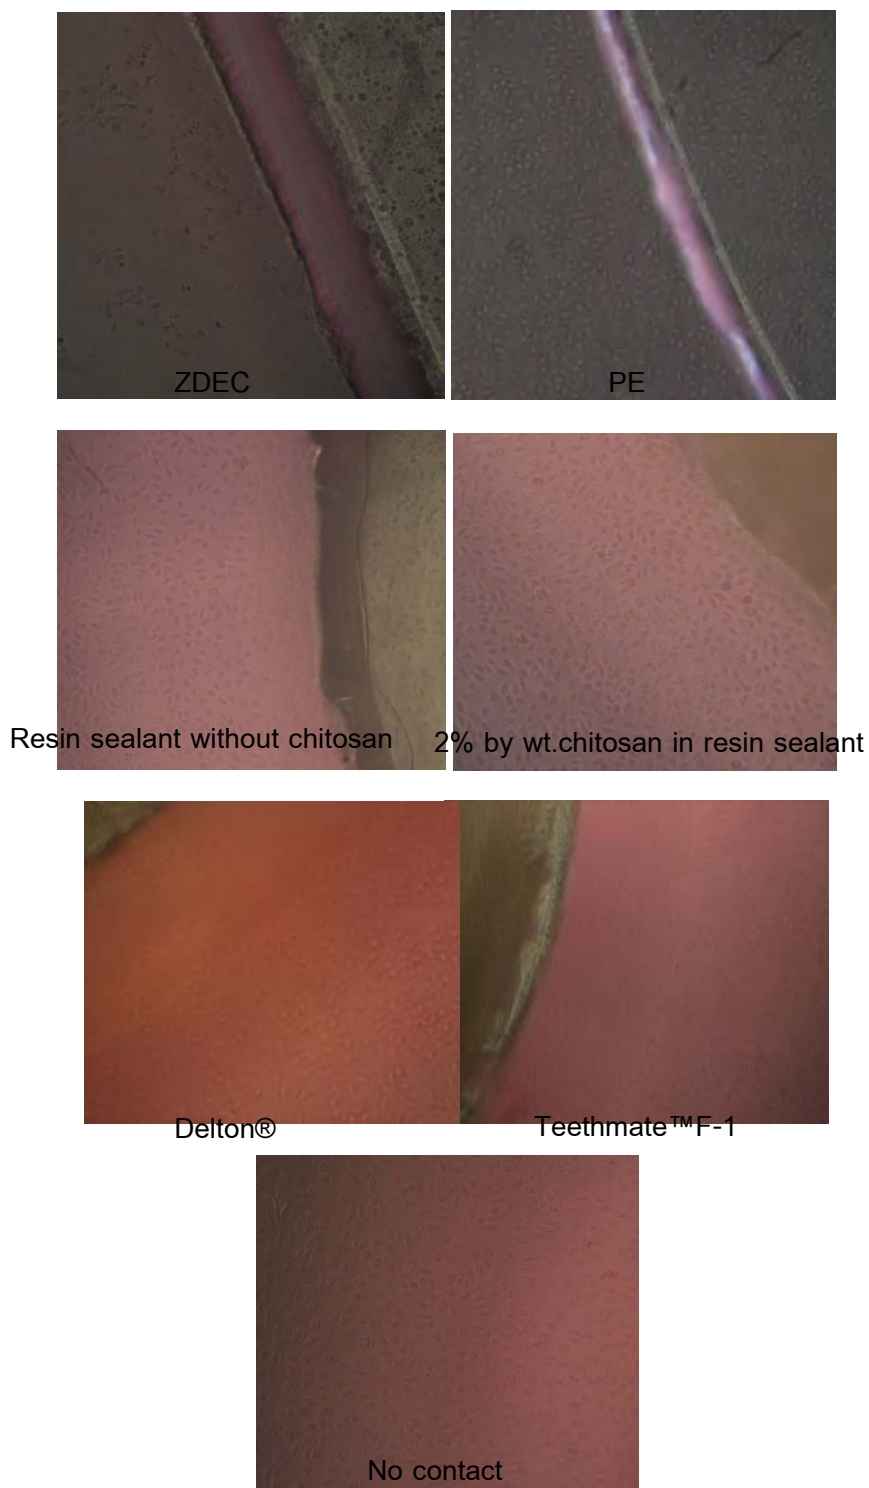 ZDEC
PE
Resin sealant without chitosan
2% by wt.chitosan in resin sealant
Delton®
Teethmate™F-1
No contact